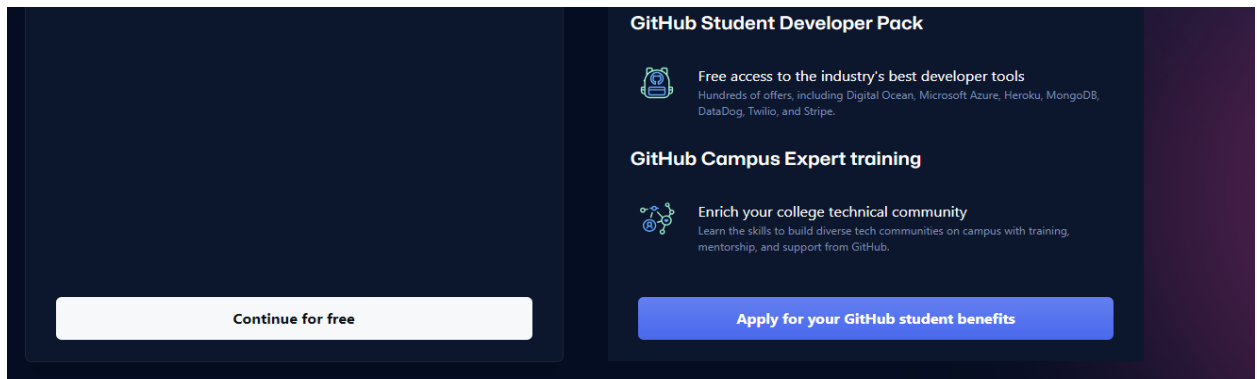 GitHub Student Developer Pack
Free access to the industry's best developer tools
Hundreds of offers, including Digital Ocean, Microsoft Azure, Heroku, MongoDB,
DataDog, Twilio, and Stripe.
GitHub Campus Expert training
Enrich your college technical community
Learn the skills to build diverse tech communities on campus with training,
mentorship, and support from GitHub.
Continue for free
Apply for your GitHub student benefits